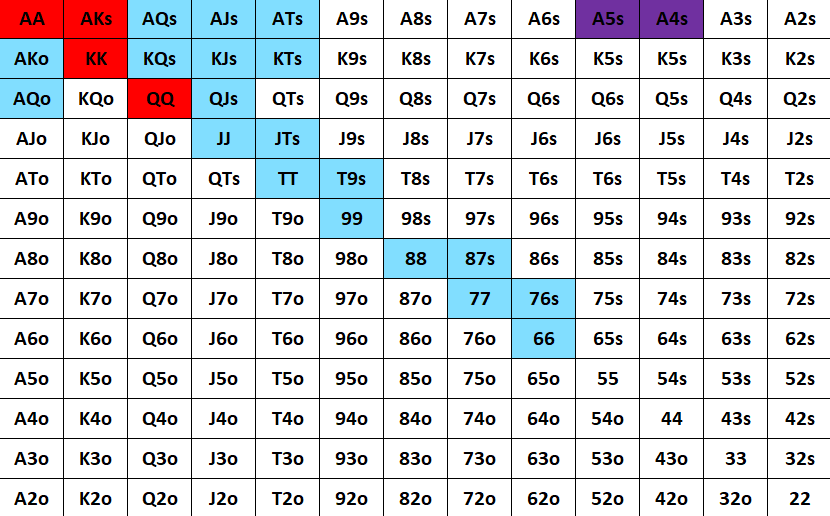 AA AKs AQs AJs ATs A9s A8s A7s A6s A5s A4s A3s A2s
AKo KK KQs KJs KTs K9s K8s K7s K6s K5s K5s K3s K2s
AQo KQo QQ QJs QTs Q9s Q8s Q7s Q6s Q6s Q5s Q4s Q2s
AJo KJo QJo JJ JTs J9s J8s J7s J6s J6s J5s J4s J2s
ATo KTo QTo QTs TT T9s T8s T7s T6s T6s T5s T4s T2s
A9o K9o Q9o J9o T9o 99 98s 97s 96s 95s 94s 93s 92s
A8o K8o Q8o J8o T8o 98o 88 87s 86s 85s 84s 83s 82s
A7o K7o Q7o J7o T7o 97o 87o 77 76s 75s 74s 73s 72s
A6o K6o Q6o J6o T6o 96o 86o 76o 66 65s 64s 63s 62s
A5o K5o Q5o J5o T5o 95o 85o 75o 65o 55 54s 53s 52s
A4o K4o Q4o J4o T4o 94o 84o 74o 64o 54o 44 43s 42s
A3o K3o Q3o J3o T3o 93o 83o 73o 63o 53o 43o 33 32s
A2o K2o Q2o J2o T2o 92o 82o 72o 62o 52o 42o 32o 22